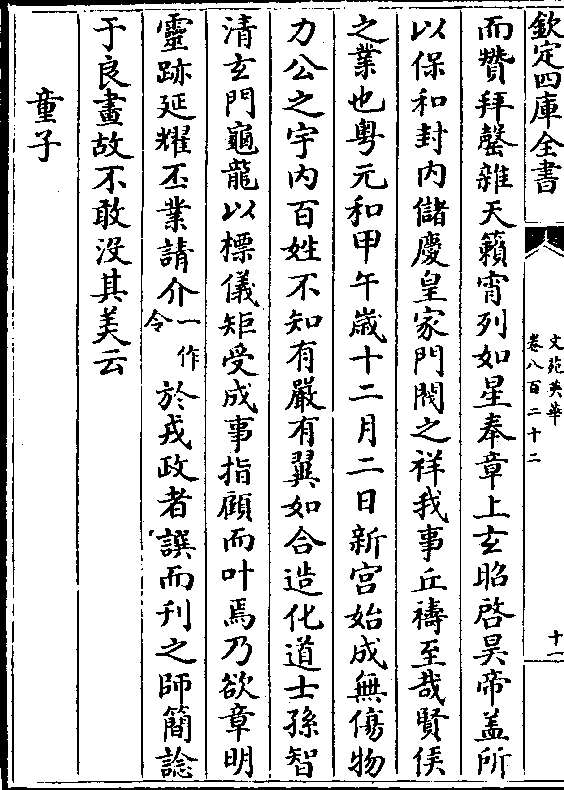 欽定四庫全書
文苑英華
卷八百二十二
十一
而贊拜罄雜天籟宵列如星奉章上玄昭啓昊帝盖所
以保和封内儲慶皇家門閥之祥我事丘禱至哉賢侯
之業也粤元和甲午嵗十二月二日新宫始成無傷物
力公之宇内百姓不知有嚴有翼如合造化道士孫智
清玄門龜龍以標儀矩受成事指顧而叶焉乃欲章明
靈跡延耀丕業請介一作令於戎政者譔而刊之師簡諗
于良畫故不敢没其美云
童子